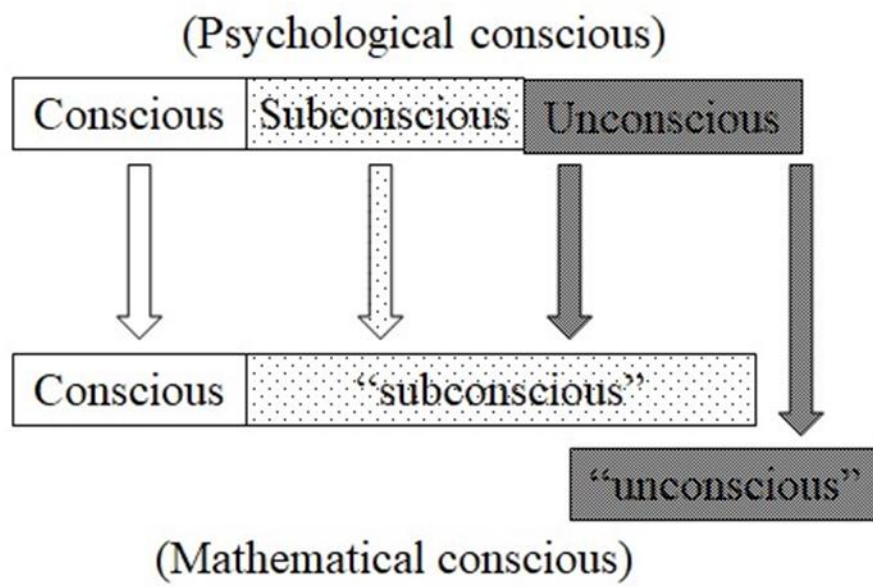 (Psychological conscious)
Conscious Subconscious Unconscious
Conscious “subconscious”
“unconscious”
(Mathematical conscious)